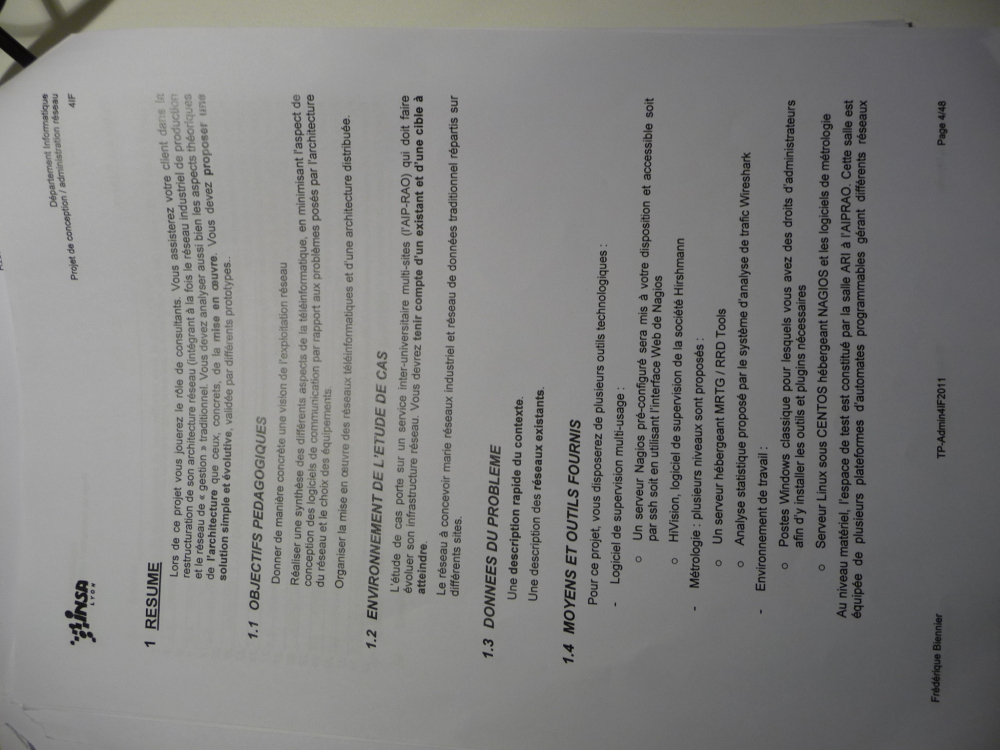 INSA
LYON
Département Informatique
Projet de conception / administration réseau
4IF
1 RESUME
Lors de ce projet vous jouerez le rôle de consultants. Vous assisterez votre client dans la
restructuration de son architecture réseau (intégrant à la fois le réseau industriel de production
et le réseau de « gestion » traditionnel. Vous devez analyser aussi bien les aspects théoriques
de l'architecture que ceux, concrets, de la mise en œuvre. Vous devez proposer une
solution simple et évolutive, validée par différents prototypes..
1.1 OBJECTIFS PEDAGOGIQUES
Donner de manière concrète une vision de l'exploitation réseau
Réaliser une synthèse des différents aspects de la téléinformatique, en minimisant l'aspect de
conception des logiciels de communication par rapport aux problèmes posés par l'architecture
du réseau et le choix des équipements.
Organiser la mise en œuvre des réseaux téléinformatiques et d'une architecture distribuée.
1.2 ENVIRONNEMENT DE L'ETUDE DE CAS
L'étude de cas porte sur un service inter-universitaire multi-sites (l'AIP-RAO) qui doit faire
évoluer son infrastructure réseau. Vous devrez tenir compte d'un existant et d'une cible à
atteindre.
Le réseau à concevoir marie réseaux industriel et réseau de données traditionnel répartis sur
différents sites.
1.3 DONNEES DU PROBLEME
Une description rapide du contexte.
Une description des réseaux existants.
1.4 MOYENS ET OUTILS FOURNIS
Pour ce projet, vous disposerez de plusieurs outils technologiques :
- Logiciel de supervision multi-usage :
o Un serveur Nagios pré-configuré sera mis à votre disposition et accessible soit
par ssh soit en utilisant l'interface Web de Nagios
o HiVision, logiciel de supervision de la société Hirshmann
- Métrologie : plusieurs niveaux sont proposés :
o Un serveur hébergeant MRTG / RRD Tools
o Analyse statistique proposé par le système d'analyse de trafic Wireshark
- Environnement de travail :
o Postes Windows classique pour lesquels vous avez des droits d'administrateurs
afin d'y installer les outils et plugins nécessaires
o Serveur Linux sous CENTOS hébergeant NAGIOS et les logiciels de métrologie
Au niveau matériel, l'espace de test est constitué par la salle ARI à l'AIPRAO. Cette salle est
équipée de plusieurs plateformes d'automates programmables gérant différents réseaux
Frédérique Biennier
TP-Admin4IF2011
Page 4/48